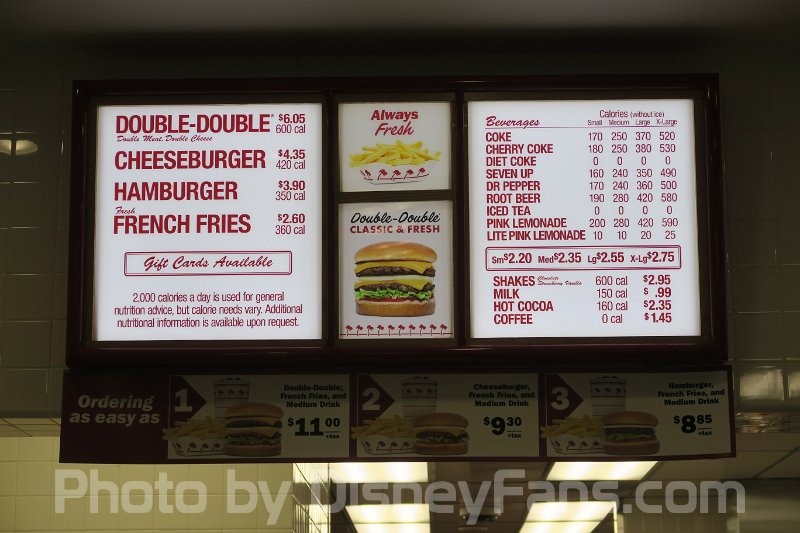 DOUBLE-DOUBLE® $6.05
Double Meat Double Cheese 600 cal
CHEESEBURGER $4.35
420 cal
HAMBURGER $3.90
350 cal
Fresh
FRENCH FRIES $2.60
360 cal
Gift Cards Available
2,000 calories a day is used for general
nutrition advice, but calorie needs vary. Additional
nutritional information is available upon request.
Always
Fresh
Double-Double®
CLASSIC & FRESH
Calories (without ice)
Beverages Small Medium Large X-Large
COKE 170 250 370 520
CHERRY COKE 180 250 380 530
DIET COKE 0 0 0 0
SEVEN UP 160 240 350 490
DR PEPPER 170 240 360 500
ROOT BEER 190 280 420 580
ICED TEA 0 0 0 0
PINK LEMONADE 200 280 420 590
LITE PINK LEMONADE 10 10 20 25
Sm$2.20 Med$2.35 Lg$2.55 X-Lg$2.75
SHAKES Chocolate Strawberry Vanilla 600 cal $2.95
MILK 150 cal $.99
HOT COCOA 160 cal $2.35
COFFEE 0 cal $1.45
Ordering
as easy as
1
Double-Double,
French Fries, and
Medium Drink
$11.00
+tax
2
Cheeseburger,
French Fries, and
Medium Drink
$9.30
+tax
3
Hamburger,
French Fries, and
Medium Drink
$8.85
+tax
Photo by DisneyFans.com